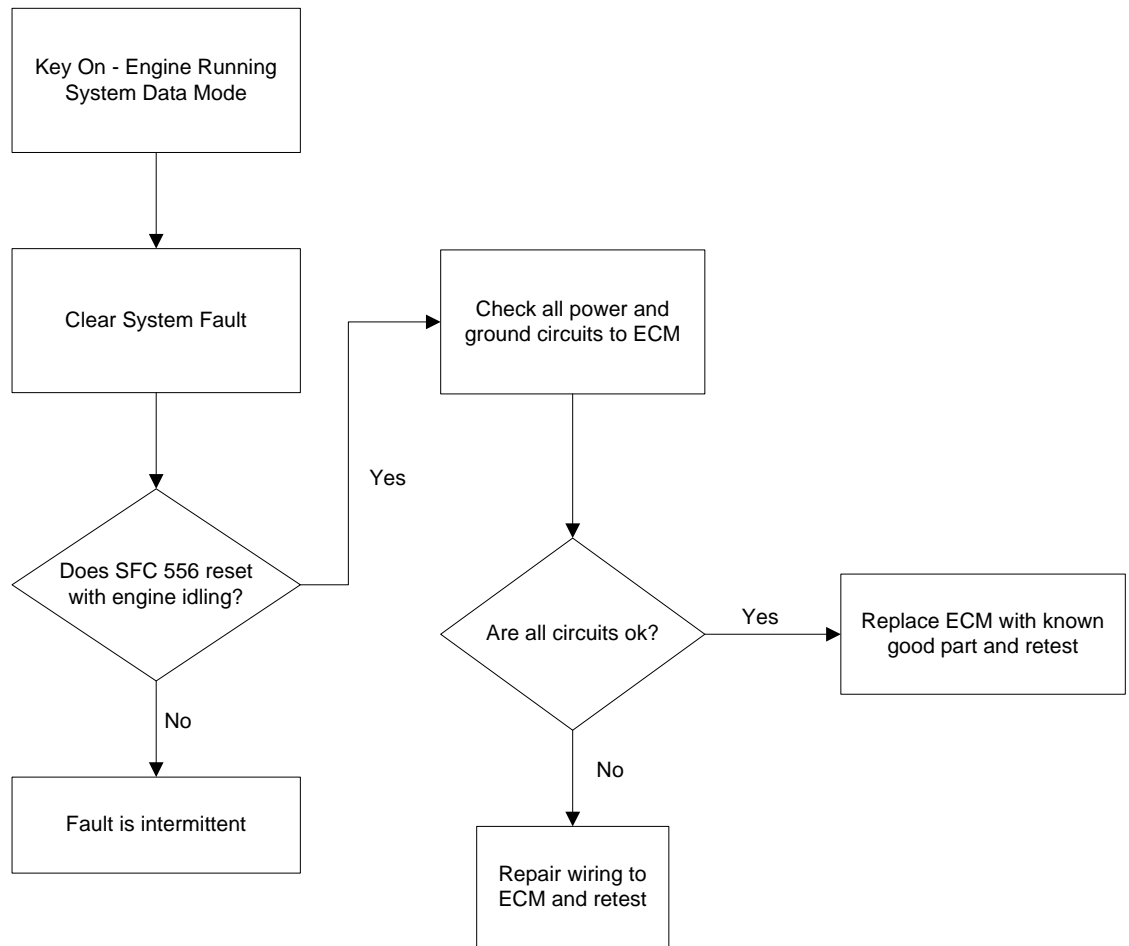 Key On - Engine Running
System Data Mode
Clear System Fault
Check all power and
ground circuits to ECM
Yes
Does SFC 556 reset
with engine idling?
Are all circuits ok?
Yes
Replace ECM with known
good part and retest
No
Fault is intermittent
No
Repair wiring to
ECM and retest